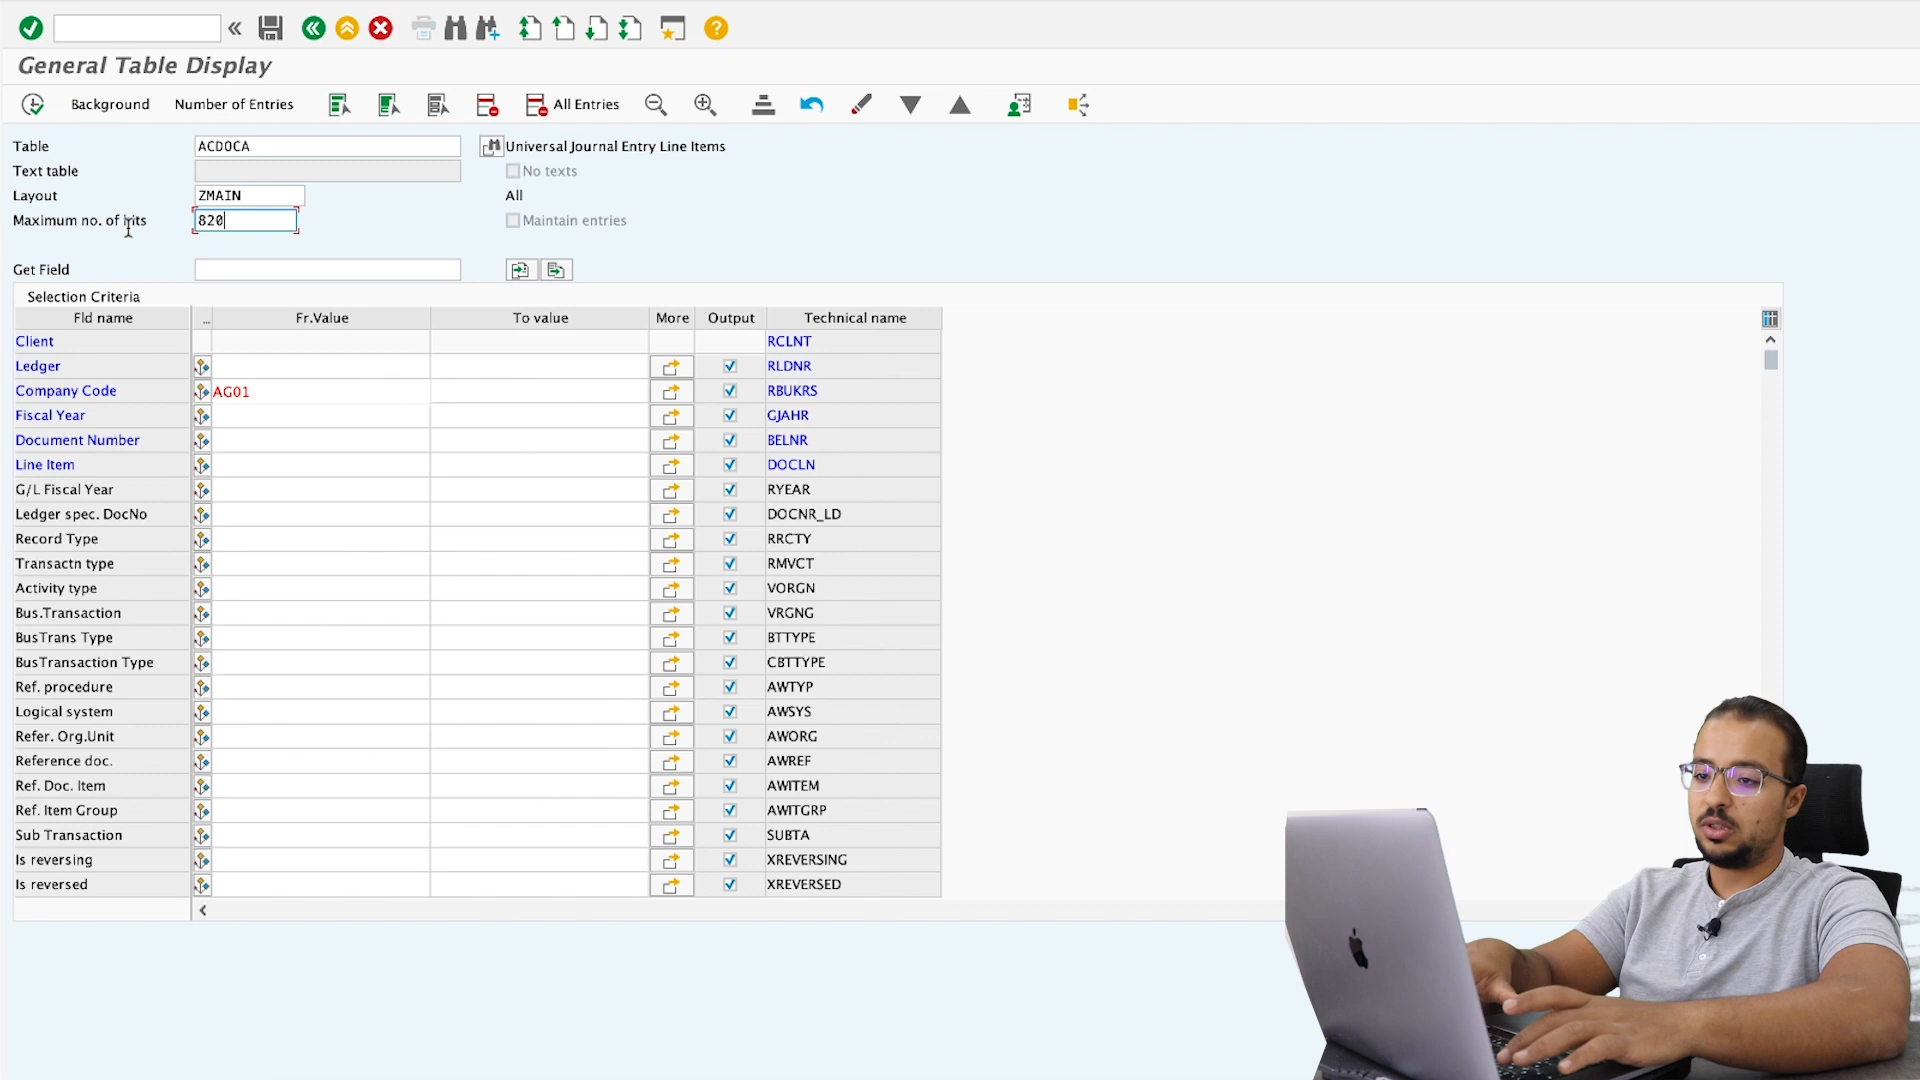 General Table Display
Background Number of Entries All Entries
Table ACDOCA Universal Journal Entry Line Items
Text table No texts
Layout ZMAIN All
Maximum no. of hits 820 Maintain entries
Get Field
Selection Criteria
Fld name ... Fr.Value To value More Output Technical name
Client RCLNT
Ledger RLDNR
Company Code AG01 RBUKRS
Fiscal Year GJAHR
Document Number BELNR
Line Item DOCLN
G/L Fiscal Year RYEAR
Ledger spec. DocNo DOCNR_LD
Record Type RRCTY
Transactn type RMVCT
Activity type VORGN
Bus.Transaction VRGNG
BusTrans Type BTTYPE
BusTransaction Type CBTTYPE
Ref. procedure AWTYP
Logical system AWSYS
Refer. Org.Unit AWORG
Reference doc. AWREF
Ref. Doc. Item AWITEM
Ref. Item Group AWITGRP
Sub Transaction SUBTA
Is reversing XREVERSING
Is reversed XREVERSED